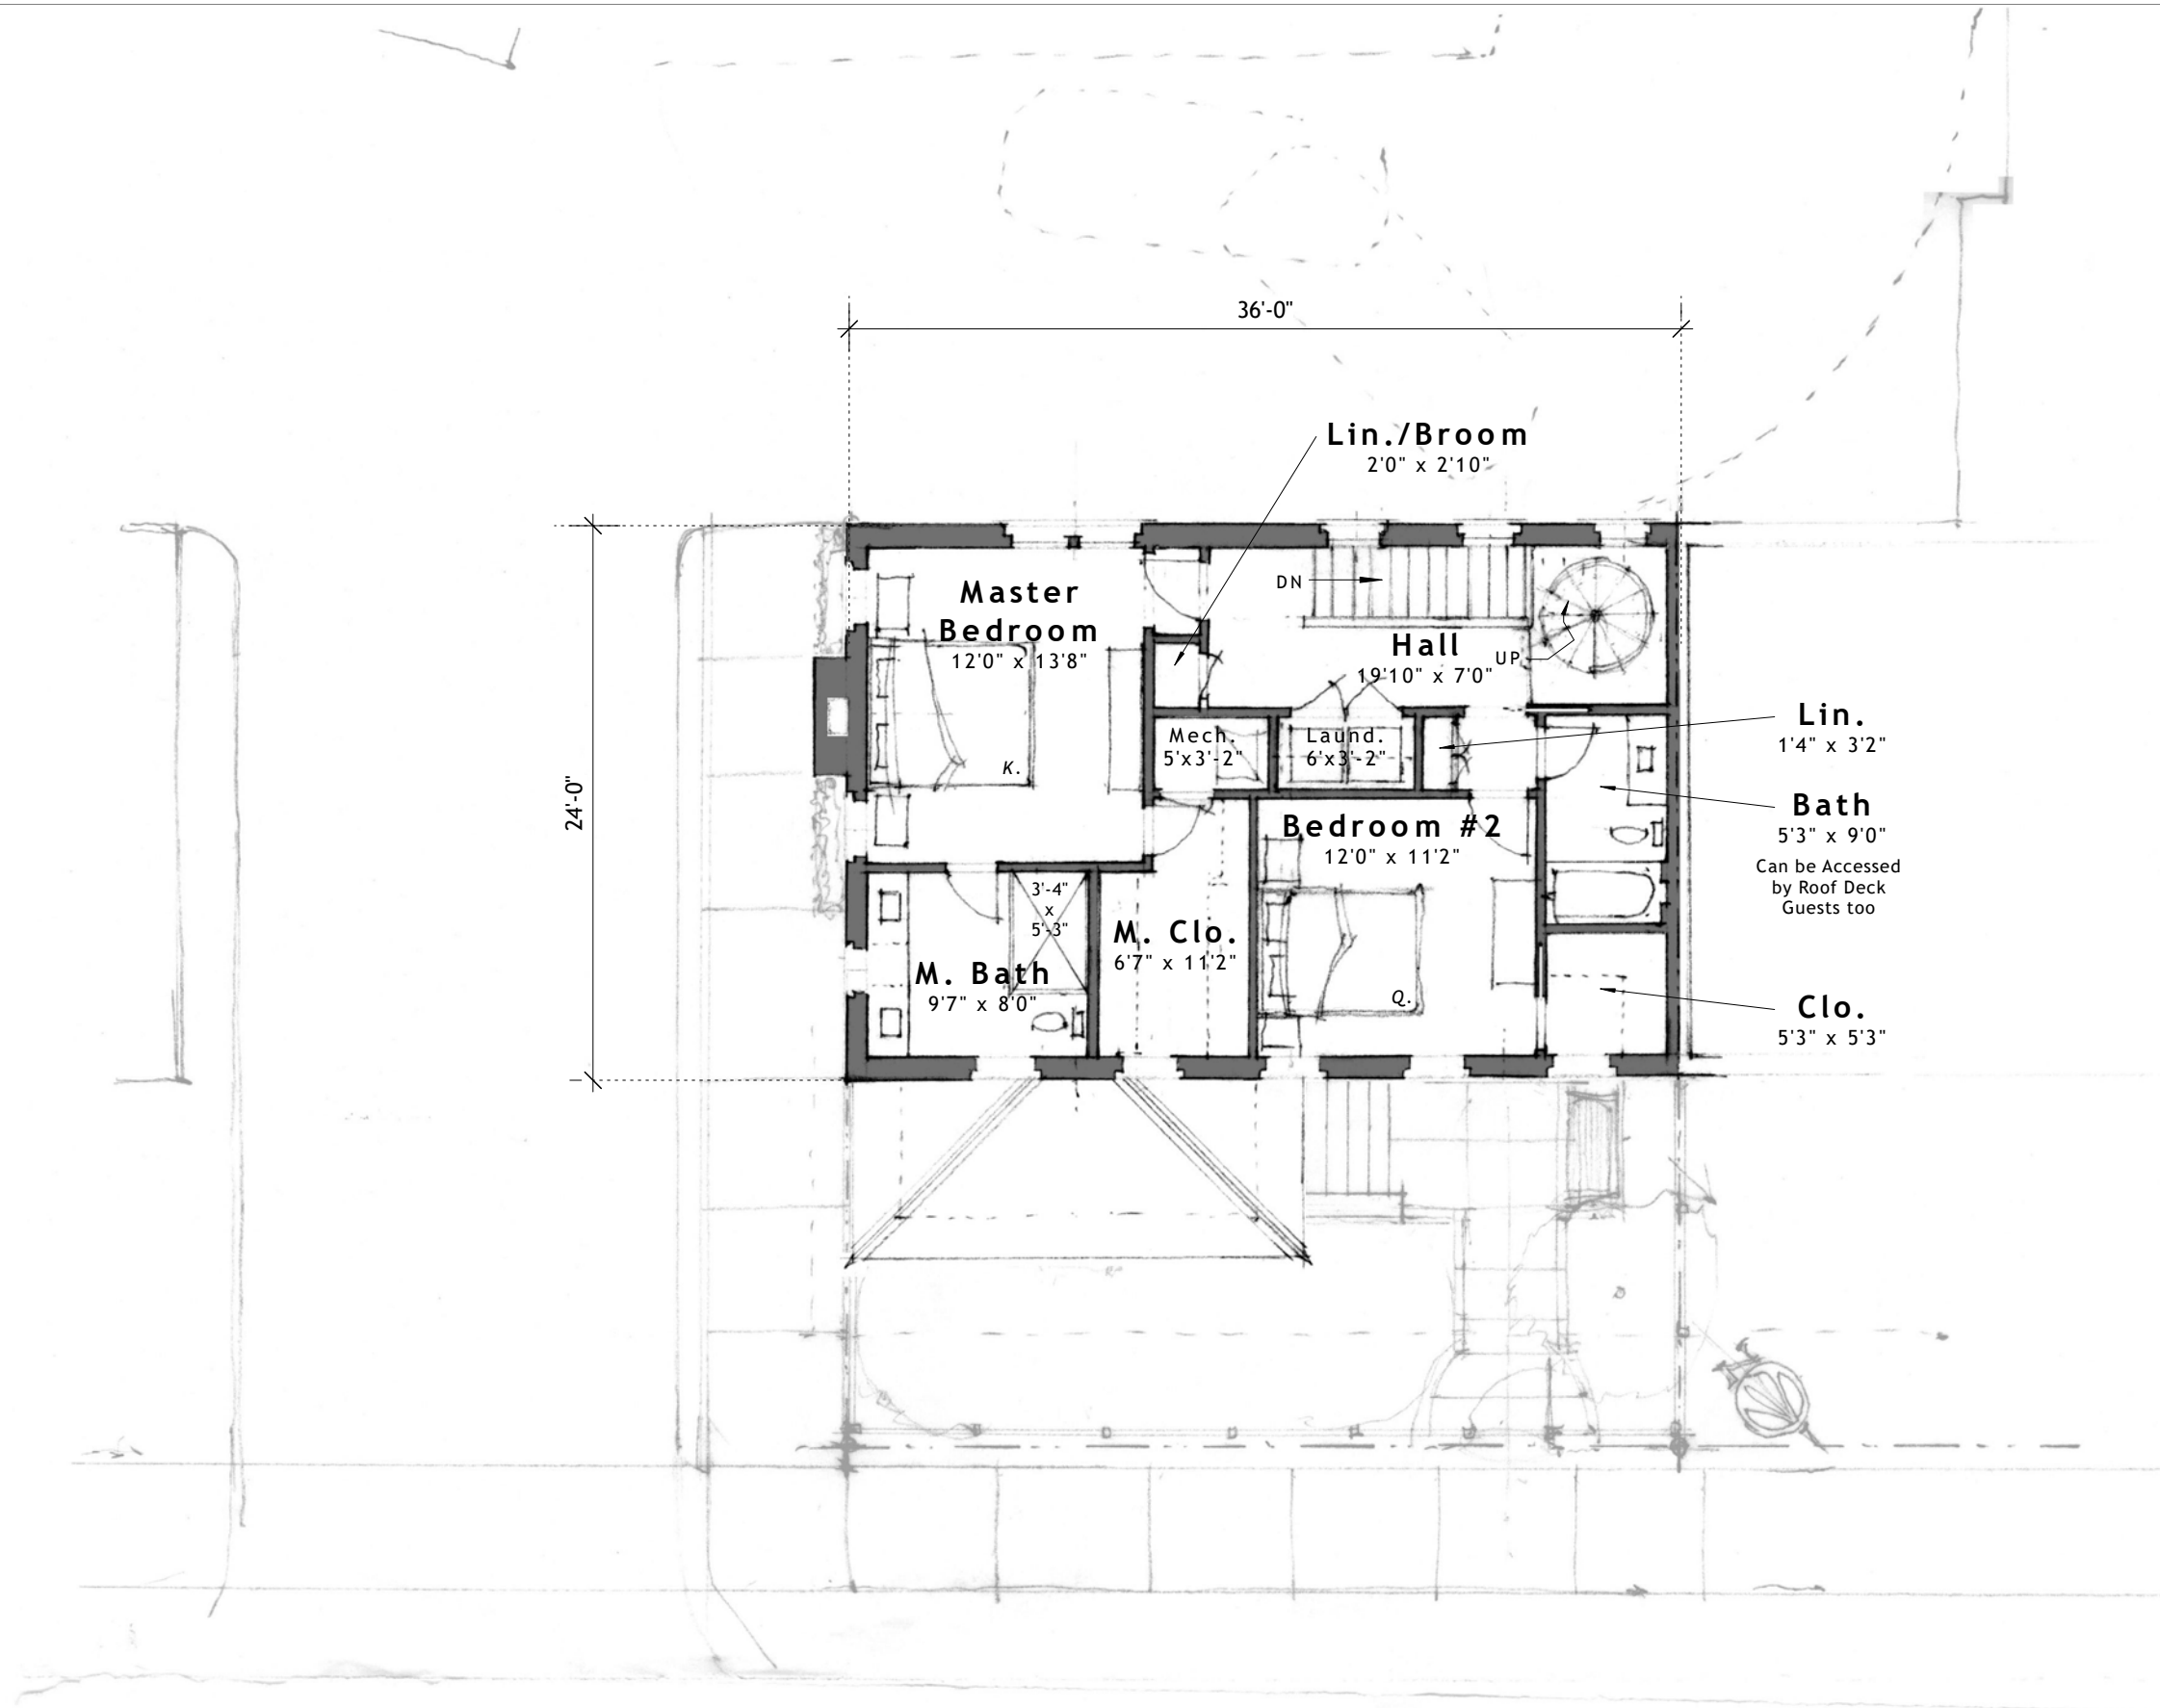 36'-0"
Lin./Broom
2'0" x 2'10"
DN
Master
Bedroom
12'0" x 13'8"
Hall
19'10" x 7'0"
UP
24'-0"
K.
Mech.
5'x3'-2"
Laund.
6'x3'-2"
Lin.
1'4" x 3'2"
Bath
5'3" x 9'0"
Can be Accessed
by Roof Deck
Guests too
Bedroom #2
12'0" x 11'2"
Q.
3'-4"
x
5'-3"
M. Clo.
6'7" x 11'2"
M. Bath
9'7" x 8'0"
Clo.
5'3" x 5'3"